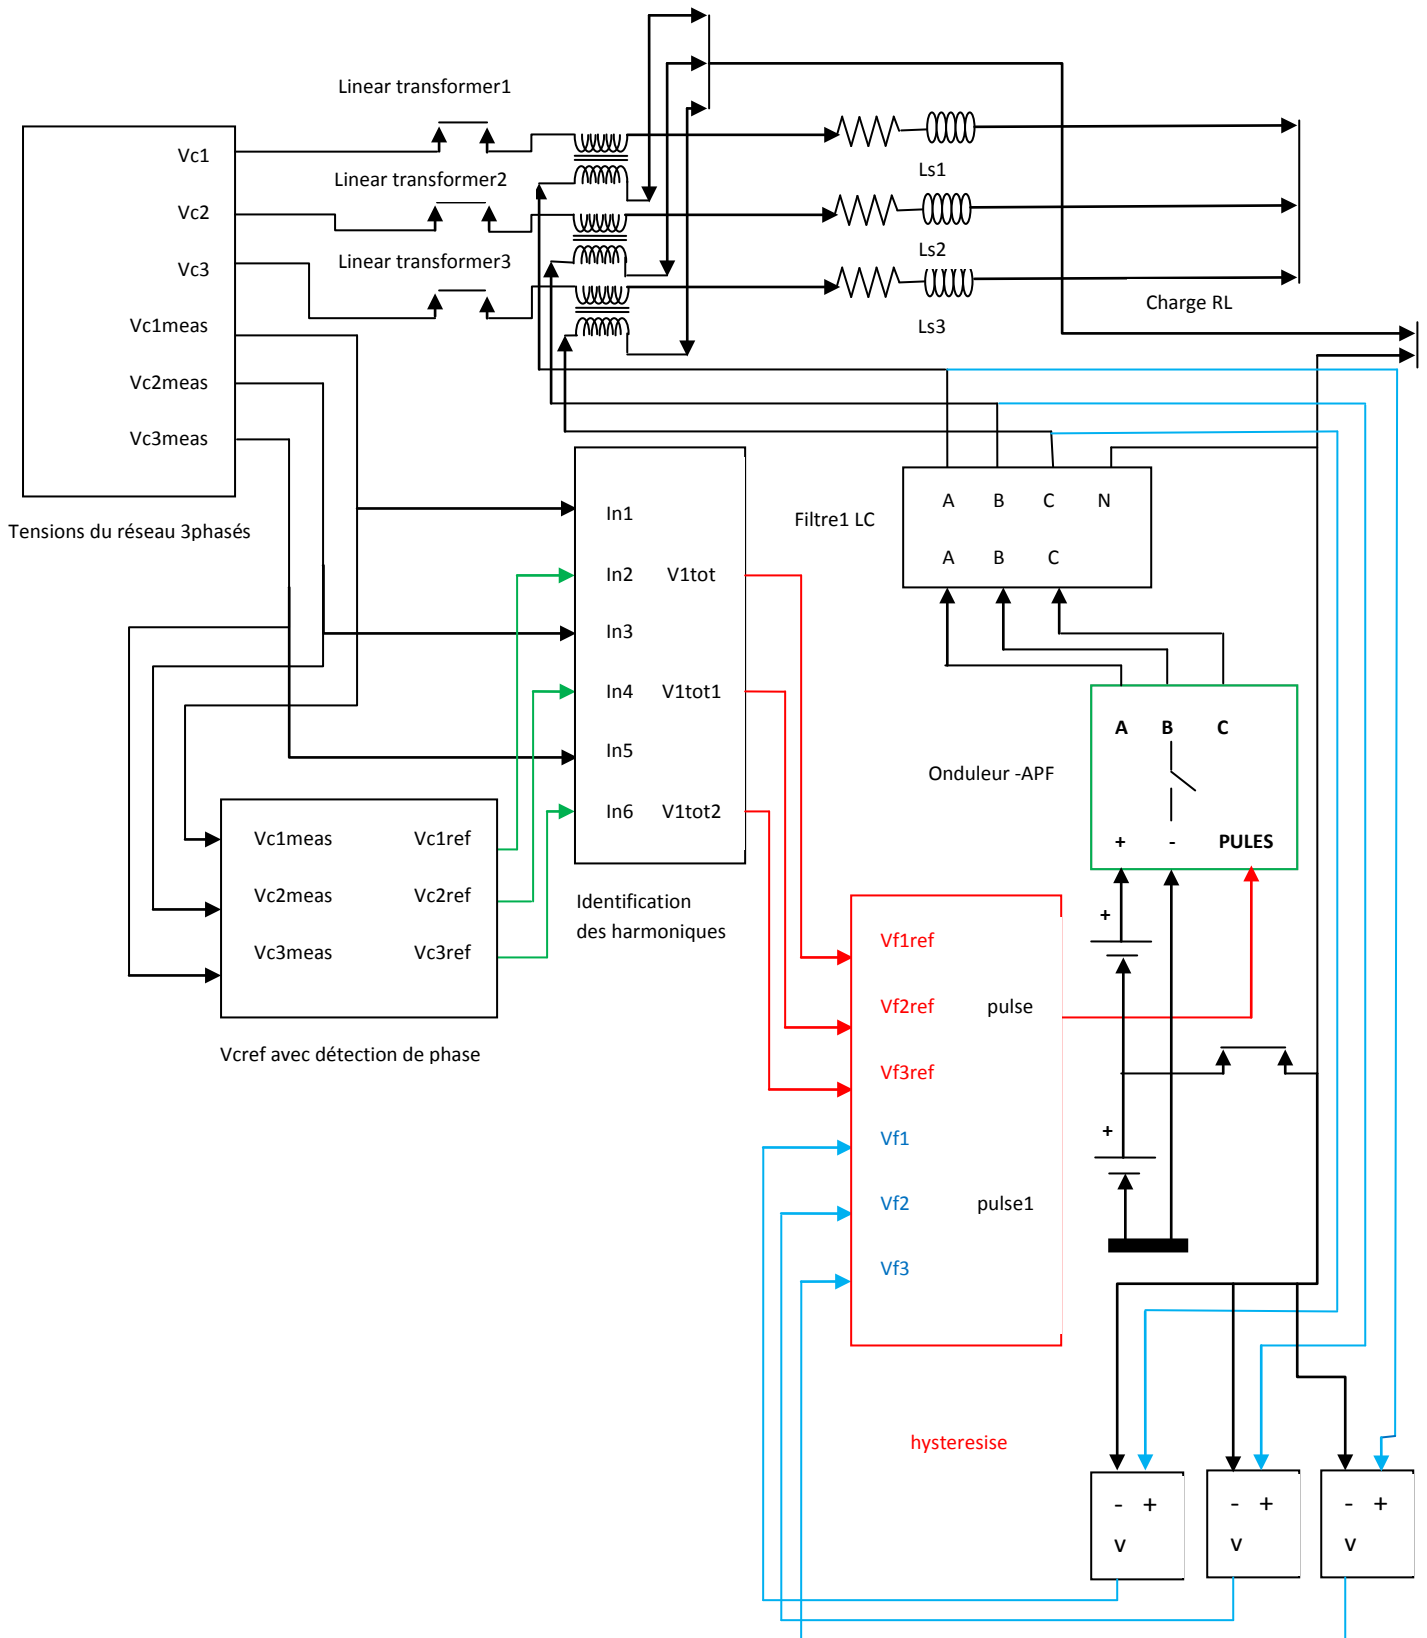 Linear transformer1
Vc1
Linear transformer2
Ls1
Vc2
Linear transformer3
Ls2
Vc3
Charge RL
Vc1meas
Ls3
Vc2meas
Vc3meas
A B C N
In1
Filtre1 LC
Tensions du réseau 3phasés
A B C
In2 V1tot
In3
In4 V1tot1
A B C
In5
Onduleur -APF
In6 V1tot2
Vc1meas Vc1ref
+ - PULES
Vc2meas Vc2ref
Identification
des harmoniques
+
Vf1ref
Vc3meas Vc3ref
Vf2ref pulse
Vcref avec détection de phase
Vf3ref
+
Vf1
Vf2 pulse1
Vf3
hysteresise
- + - + - +
v v v